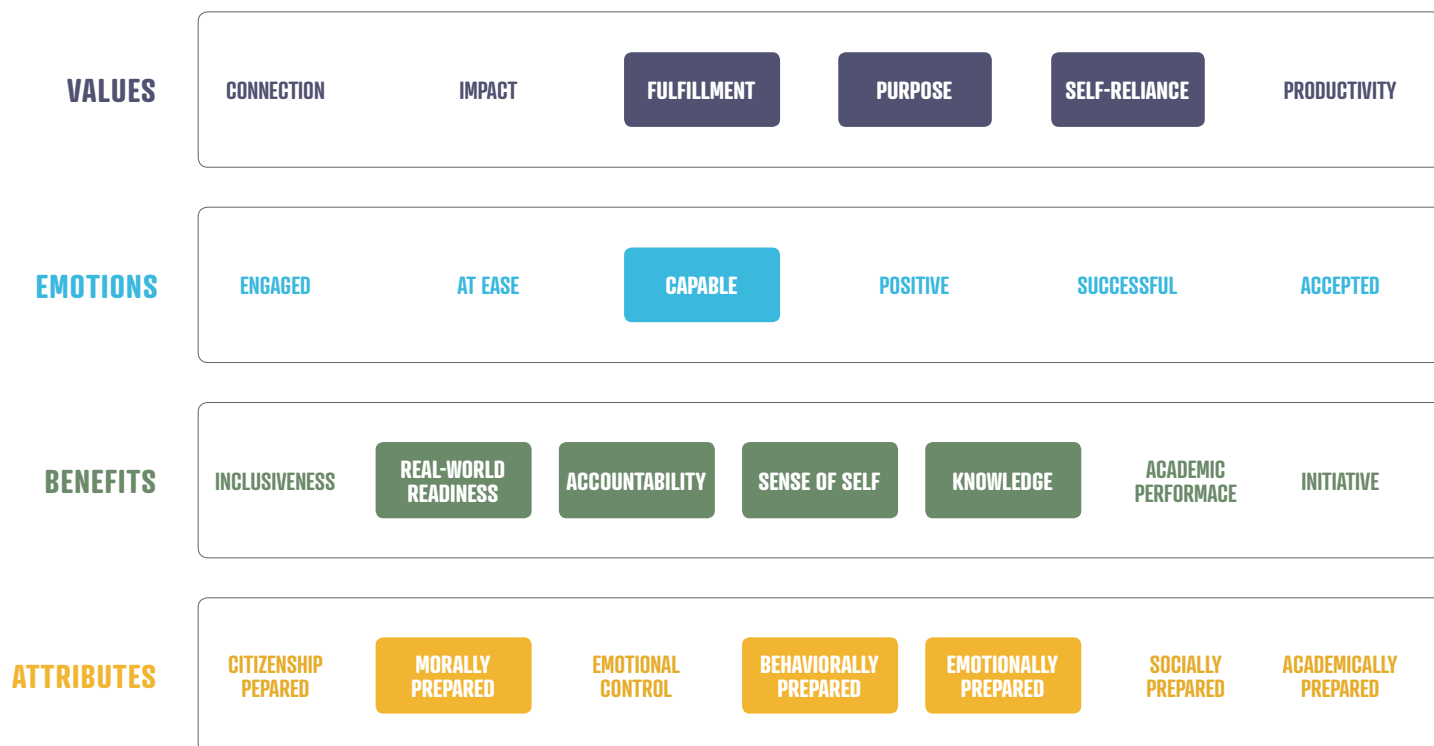 VALUES
CONNECTION
IMPACT
FULFILLMENT
PURPOSE
SELF-RELIANCE
PRODUCTIVITY
EMOTIONS
ENGAGED
AT EASE
CAPABLE
POSITIVE
SUCCESSFUL
ACCEPTED
BENEFITS
INCLUSIVENESS
REAL-WORLD
READINESS
ACCOUNTABILITY
SENSE OF SELF
KNOWLEDGE
ACADEMIC
PERFORMACE
INITIATIVE
ATTRIBUTES
CITIZENSHIP
PEPARED
MORALLY
PREPARED
EMOTIONAL
CONTROL
BEHAVIORALLY
PREPARED
EMOTIONALLY
PREPARED
SOCIALLY
PREPARED
ACADEMICALLY
PREPARED